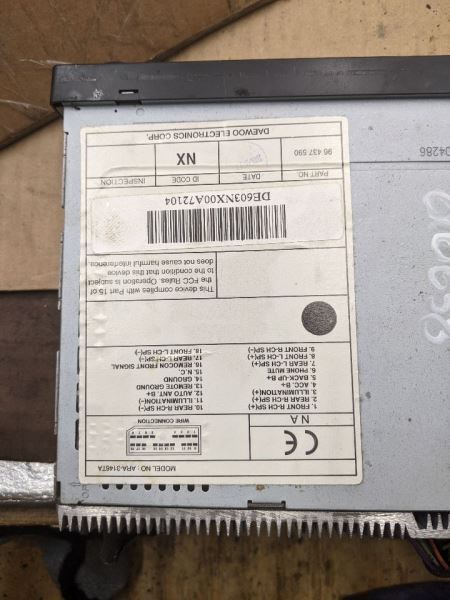 MODEL NO : ARA-3146TA
WIRE CONNECTION
CE
N A
1. FRONT R-CH SP(+)
2. REAR R-CH SP(+)
3. ILLUMINATION(+)
4. ACC. B+
5. BACK-UP B+
6. PHONE MUTE
7. REAR L-CH SP(+)
8. FRONT L-CH SP(+)
9. FRONT R-CH SP(-)
10. REAR R-CH SP(-)
11. ILLUMINATION(-)
12. AUTO ANT. B+
13. REMOTE GROUND
14. GROUND
15. N.C.
16. REMCON FRONT SIGNAL
17. REAR L-CH SP(-)
18. FRONT L-CH SP(-)
This device complies with Part 15 of
the FCC Rules. Operation is subject
to the condition that this device
does not cause harmful interference
DE603NX00A72104
PART NO. DATE ID CODE INSPECTION
96 437 590 NX
DAEWOO ELECTRONICS CORP.
04286